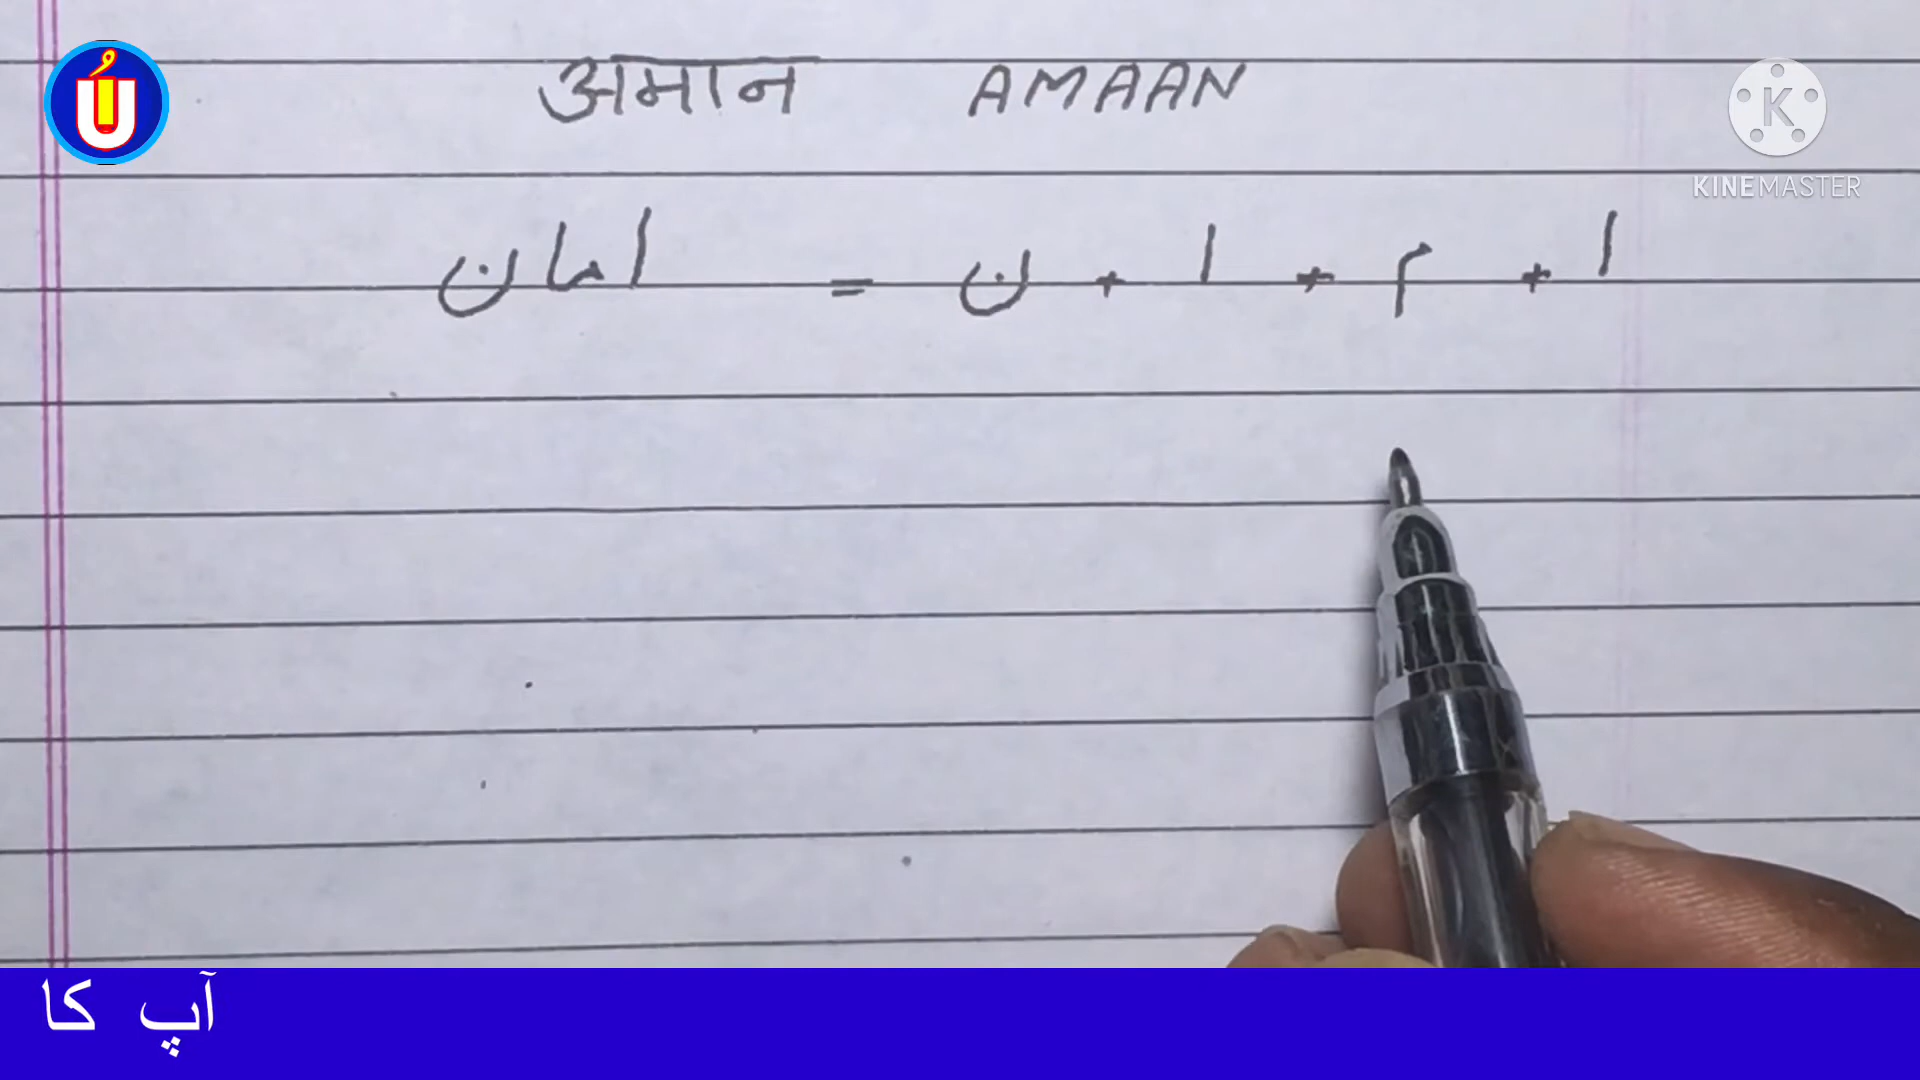 अमान AMAAN
ا + م + ا + ن = امان
KINEMASTER
آپ کا